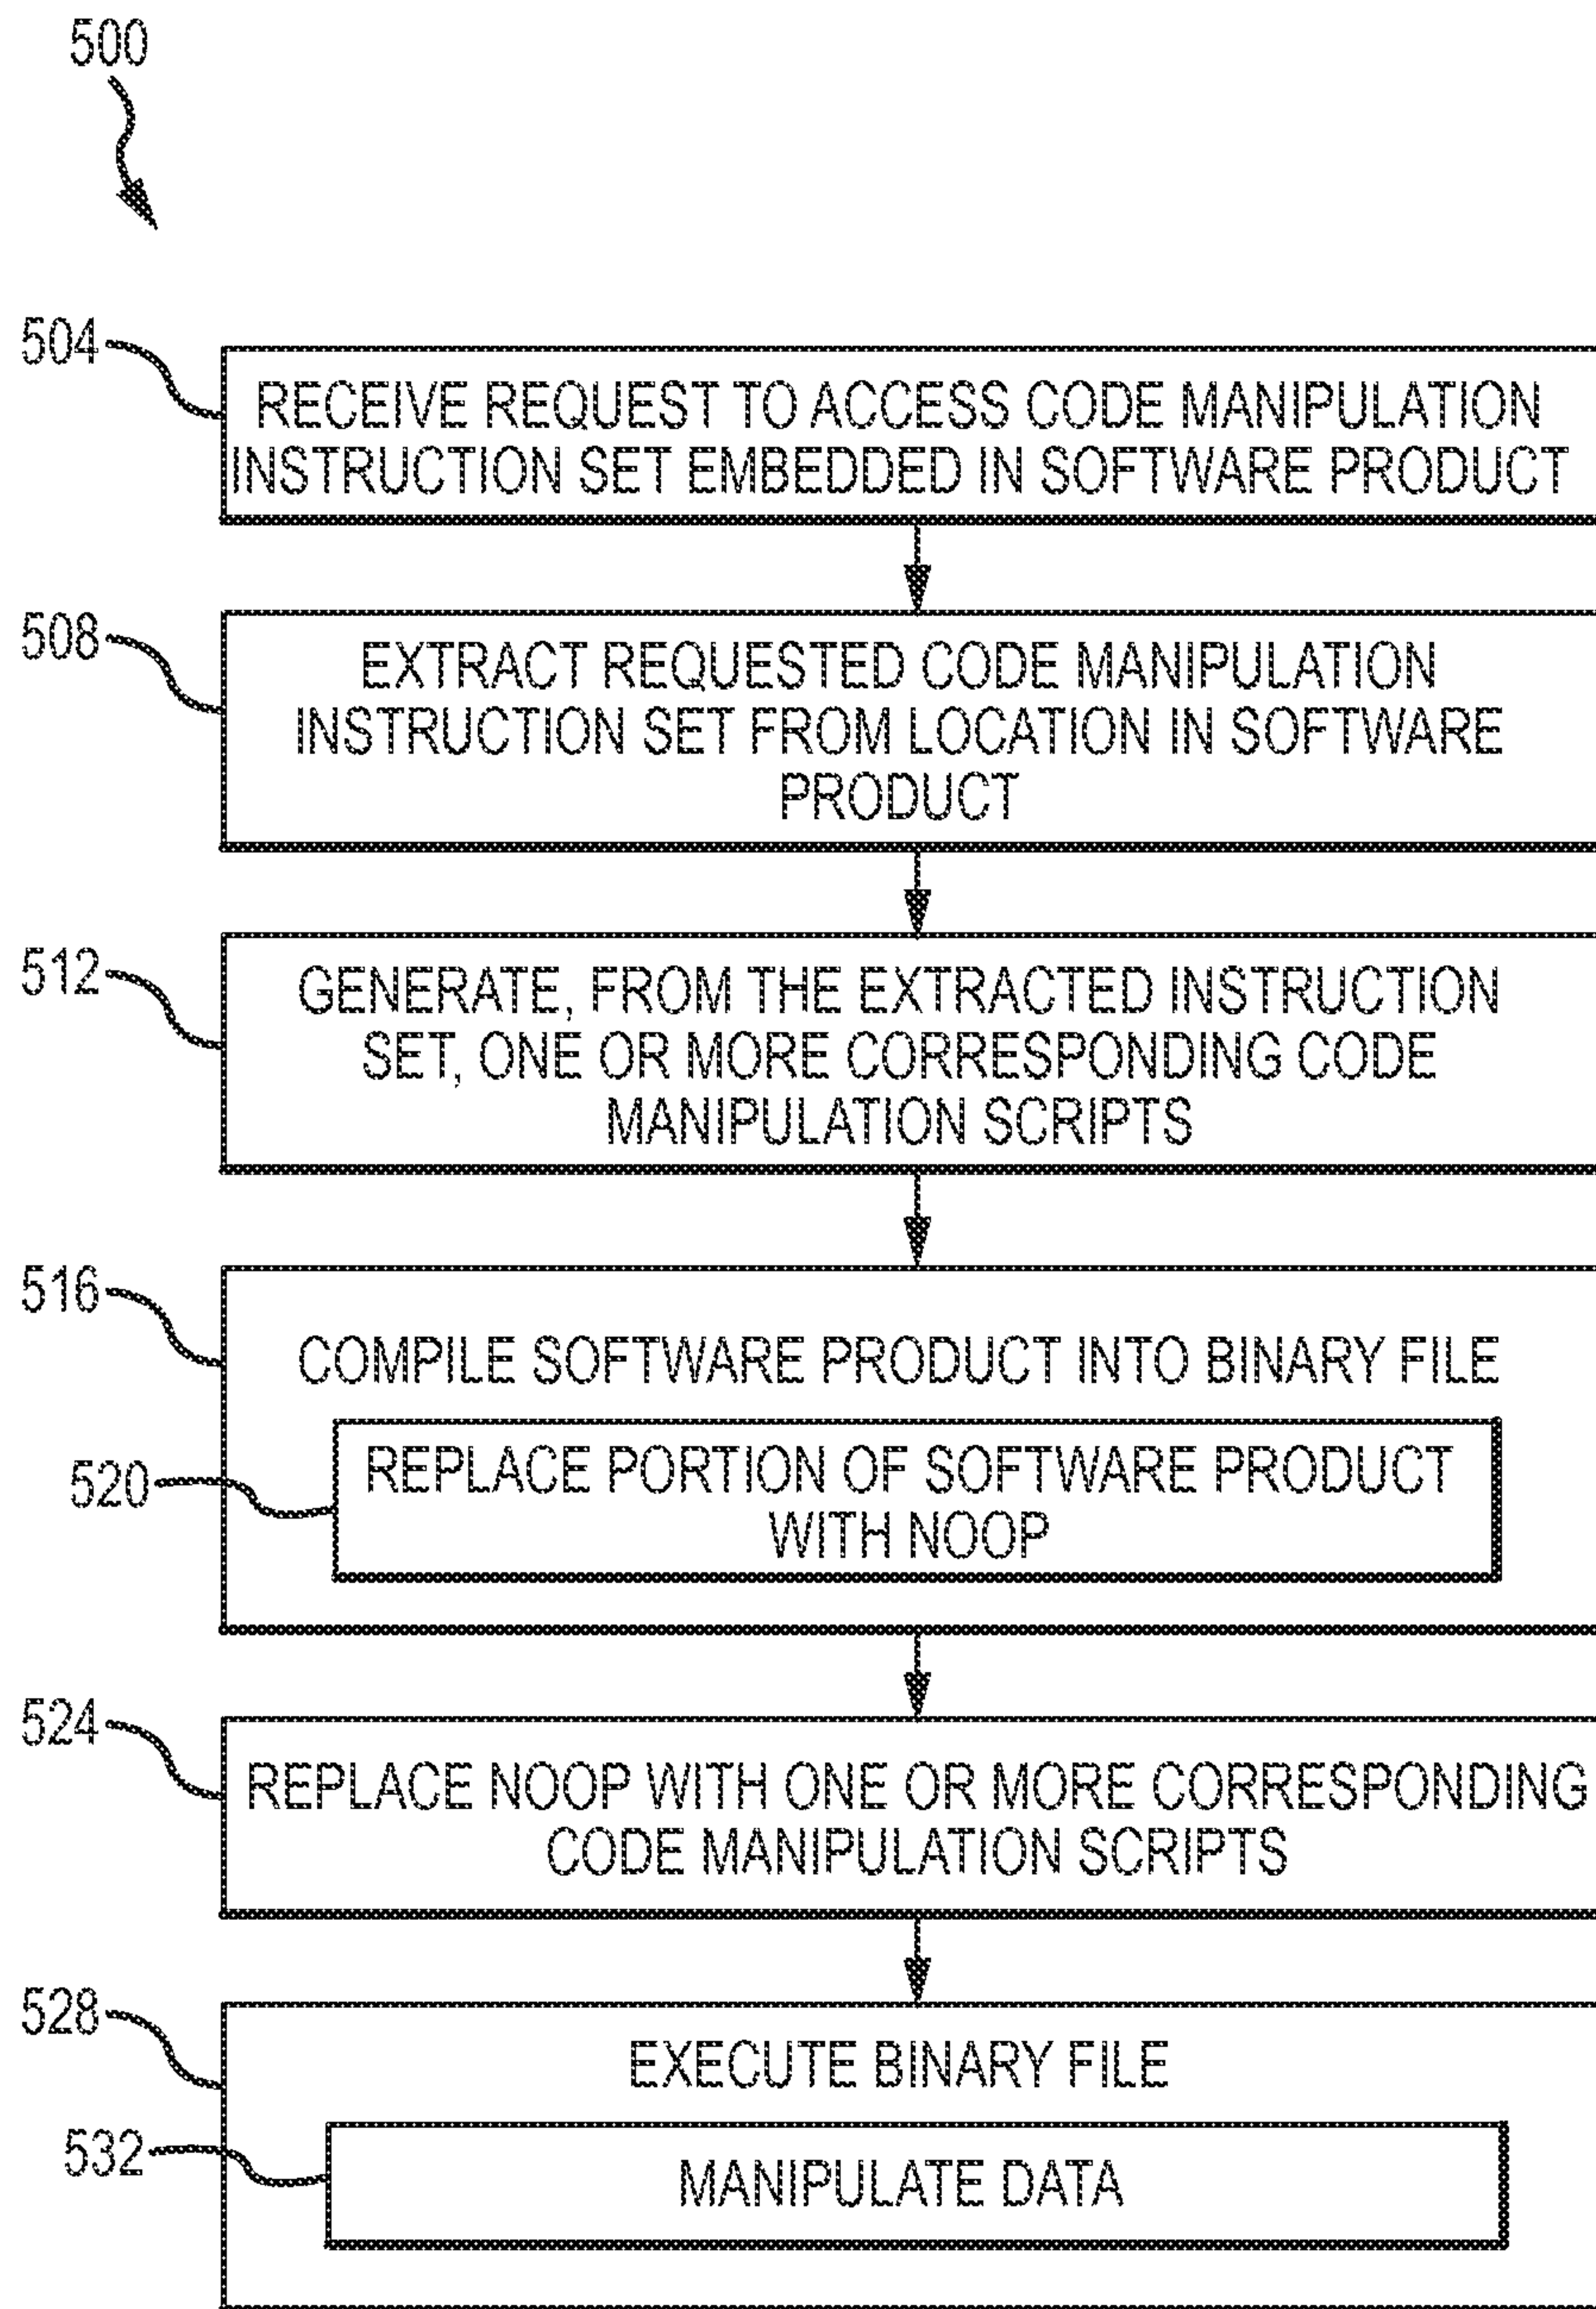 500
504
RECEIVE REQUEST TO ACCESS CODE MANIPULATION
INSTRUCTION SET EMBEDDED IN SOFTWARE PRODUCT
508
EXTRACT REQUESTED CODE MANIPULATION
INSTRUCTION SET FROM LOCATION IN SOFTWARE
PRODUCT
512
GENERATE, FROM THE EXTRACTED INSTRUCTION
SET, ONE OR MORE CORRESPONDING CODE
MANIPULATION SCRIPTS
516
COMPILE SOFTWARE PRODUCT INTO BINARY FILE
520
REPLACE PORTION OF SOFTWARE PRODUCT
WITH NOOP
524
REPLACE NOOP WITH ONE OR MORE CORRESPONDING
CODE MANIPULATION SCRIPTS
528
EXECUTE BINARY FILE
532
MANIPULATE DATA